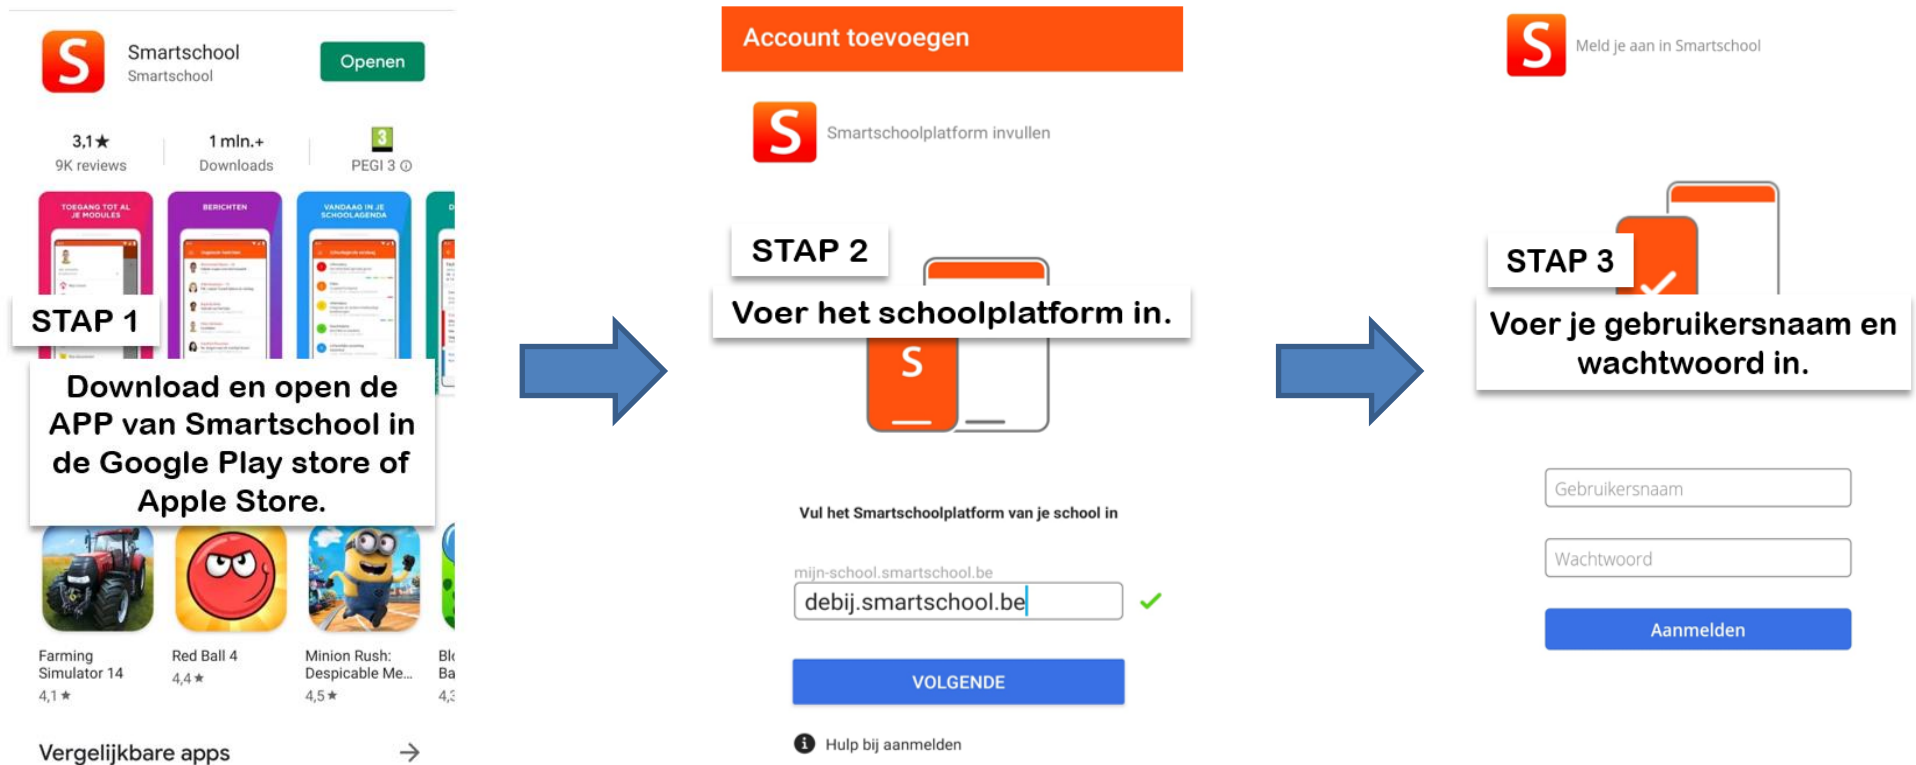 S
Smartschool
Smartschool
Openen
3,1★
9K reviews
1 mln.+
Downloads
3
PEGI 3
TOEGANG TOT AL
JE MODULES
BERICHTEN
VANDAAG IN JE
SCHOOLAGENDA
STAP 1
Download en open de
APP van Smartschool in
de Google Play store of
Apple Store.
Farming
Simulator 14
4,1★
Red Ball 4
4,4★
Minion Rush:
Despicable Me...
4,5★
Vergelijkbare apps
Account toevoegen
S
Smartschoolplatform invullen
STAP 2
Voer het schoolplatform in.
S
Vul het Smartschoolplatform van je school in
mijn-school.smartschool.be
debij.smartschool.be
VOLGENDE
Hulp bij aanmelden
S
Meld je aan in Smartschool
STAP 3
Voer je gebruikersnaam en
wachtwoord in.
Gebruikersnaam
Wachtwoord
Aanmelden